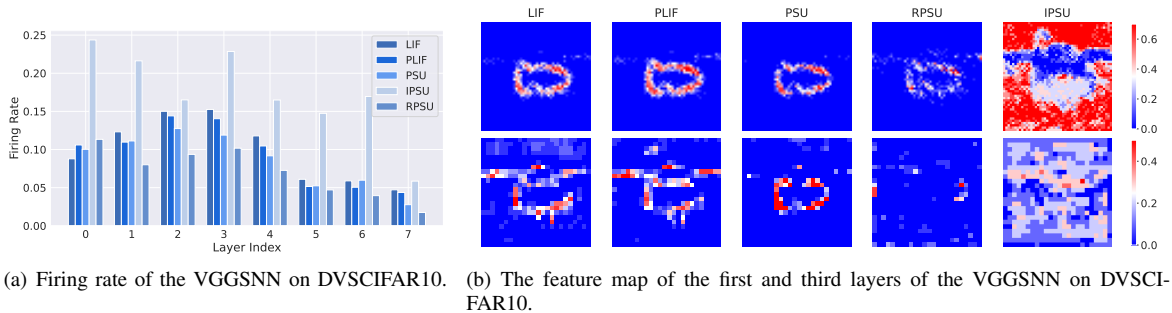 0.25
0.20
0.15
0.10
0.05
0.00
Firing Rate
0 1 2 3 4 5 6 7
Layer Index
LIF
PLIF
PSU
IPSU
RPSU
LIF PLIF PSU RPSU IPSU
0.6
0.4
0.2
0.0
0.4
0.2
0.0
(a) Firing rate of the VGGSNN on DVSCIFAR10.
(b) The feature map of the first and third layers of the VGGSNN on DVSCI-
FAR10.